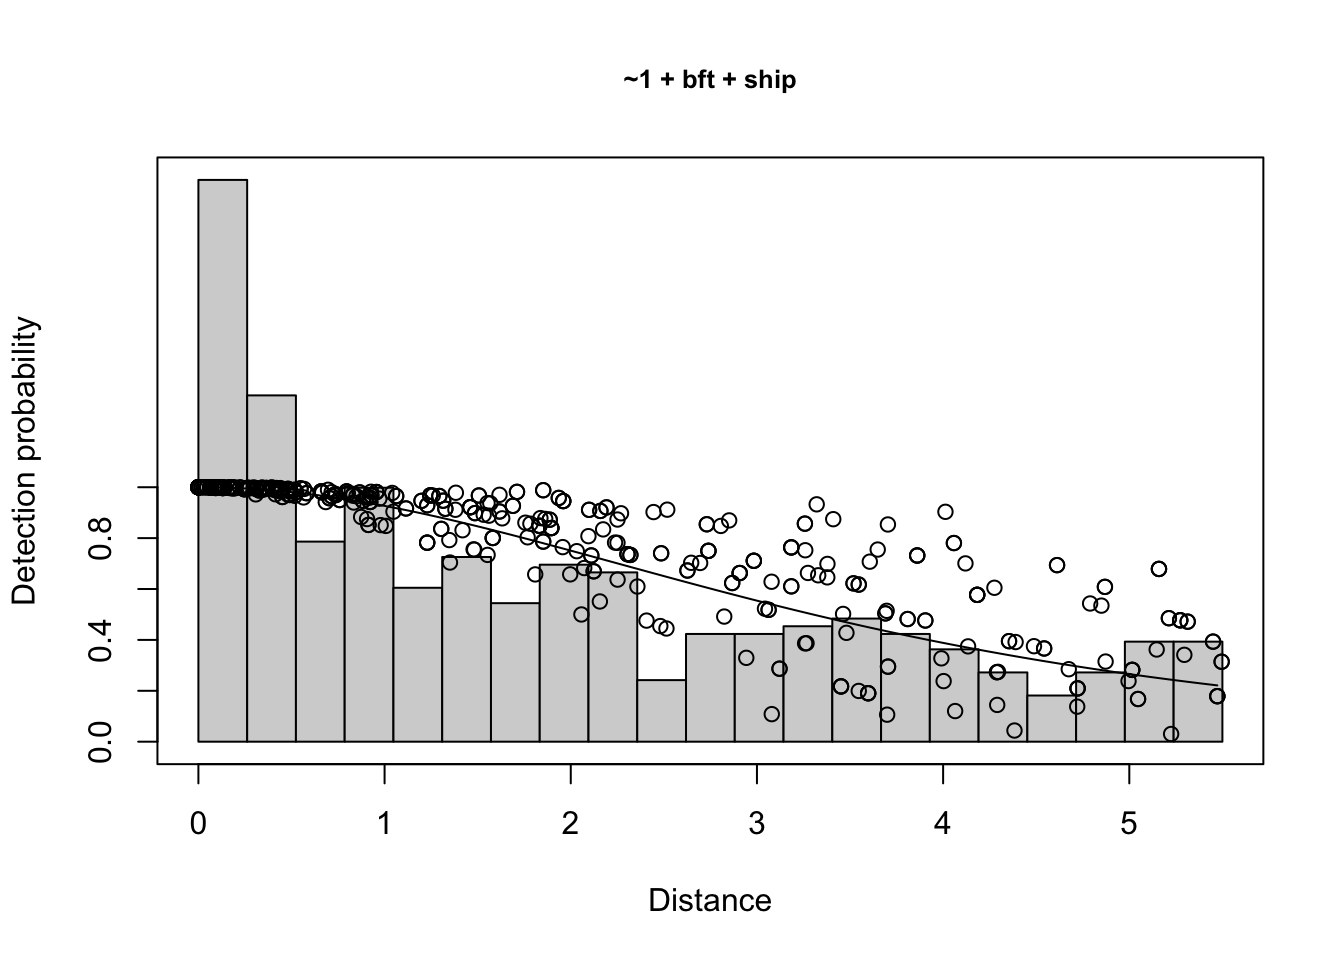 ~1 + bft + ship
Detection probability
0.8
0.4
0.0
0 1 2 3 4 5
Distance